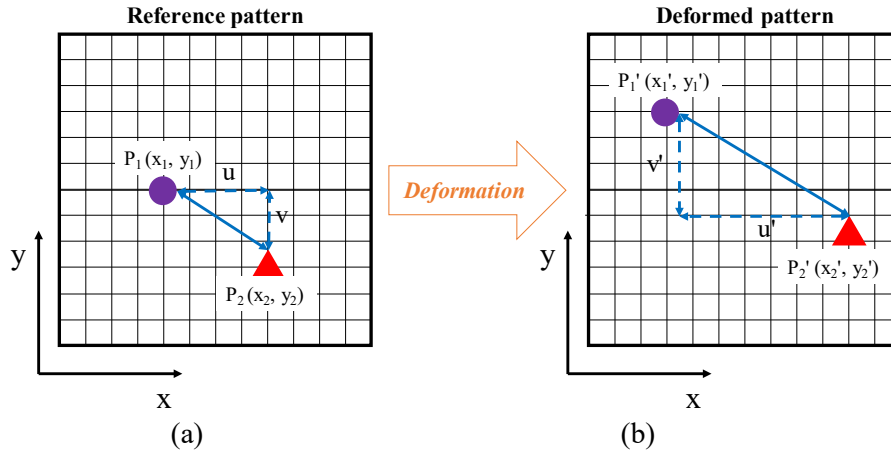 Reference pattern
Deformed pattern
P₁ (x₁, y₁)
u
v
P₂ (x₂, y₂)
y
x
(a)
Deformation
P₁' (x₁', y₁')
v'
u'
P₂' (x₂', y₂')
y
x
(b)